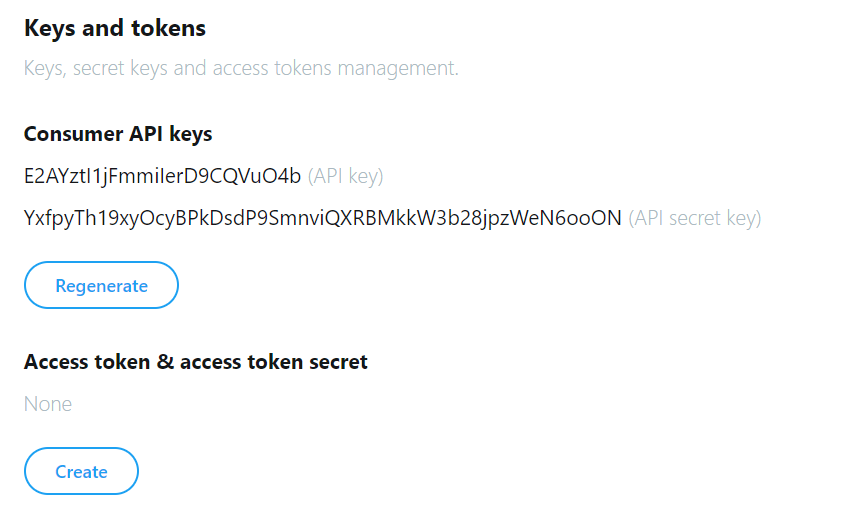 Keys and tokens
Keys, secret keys and access tokens management.
Consumer API keys
E2AYztI1jFmmiIerD9CQVuO4b (API key)
YxfpyTh19xyOcyBPkDsdP9SmnviQXRBMkkW3b28jpzWeN6ooON (API secret key)
Regenerate
Access token & access token secret
None
Create